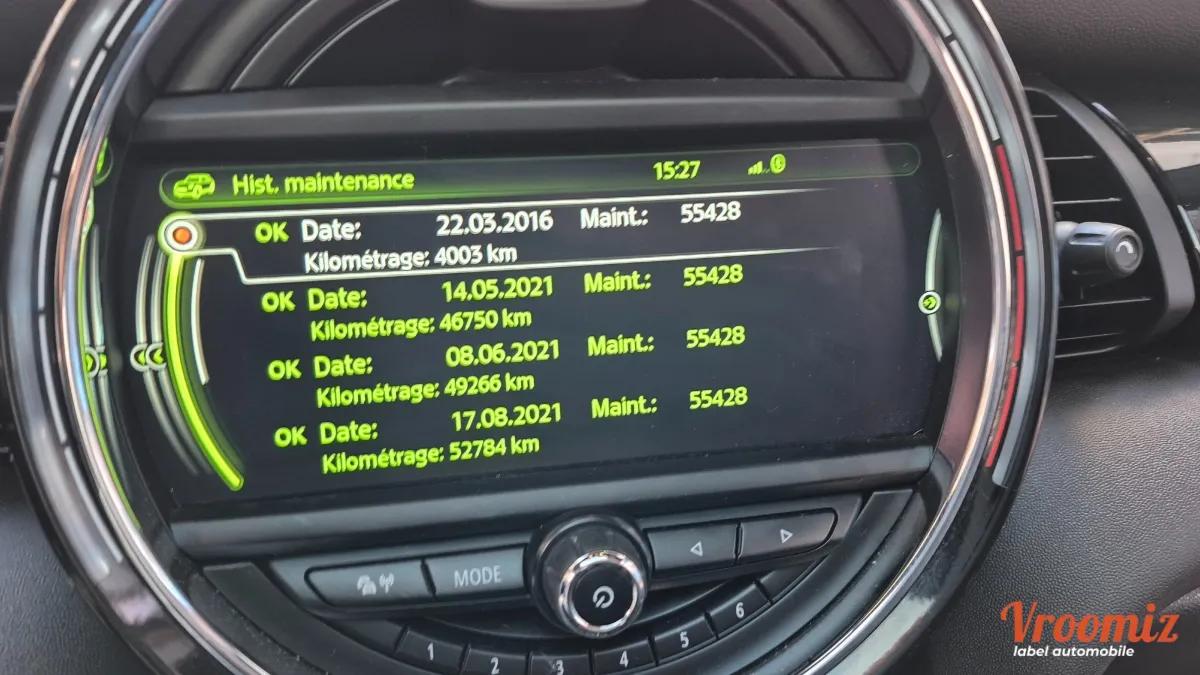 Hist. maintenance 15:27
OK Date: 22.03.2016 Maint.: 55428
Kilométrage: 4003 km
OK Date: 14.05.2021 Maint.: 55428
Kilométrage: 46750 km
OK Date: 08.06.2021 Maint.: 55428
Kilométrage: 49266 km
OK Date: 17.08.2021 Maint.: 55428
Kilométrage: 52784 km
MODE
1 2 3 4 5 6
Vroomiz
label automobile